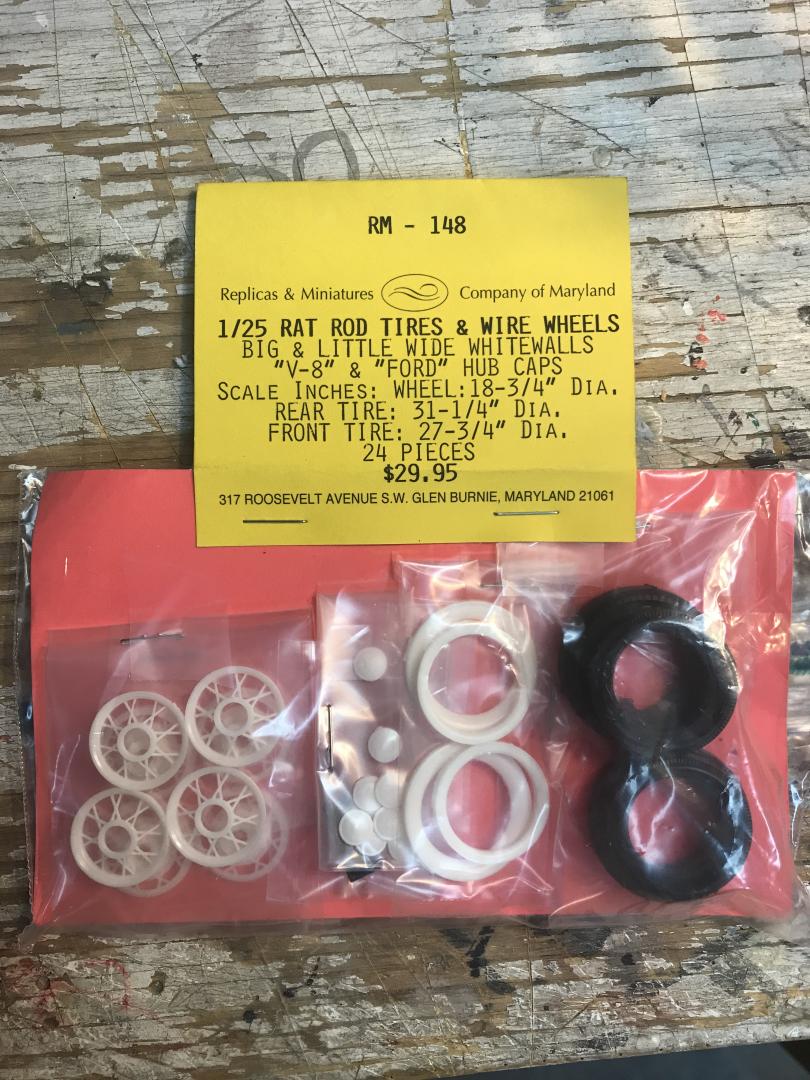 RM - 148
Replicas & Miniatures Company of Maryland
1/25 RAT ROD TIRES & WIRE WHEELS
BIG & LITTLE WIDE WHITEWALLS
"V-8" & "FORD" HUB CAPS
SCALE INCHES: WHEEL:18-3/4" DIA.
REAR TIRE: 31-1/4" DIA.
FRONT TIRE: 27-3/4" DIA.
24 PIECES
$29.95
317 ROOSEVELT AVENUE S.W. GLEN BURNIE, MARYLAND 21061